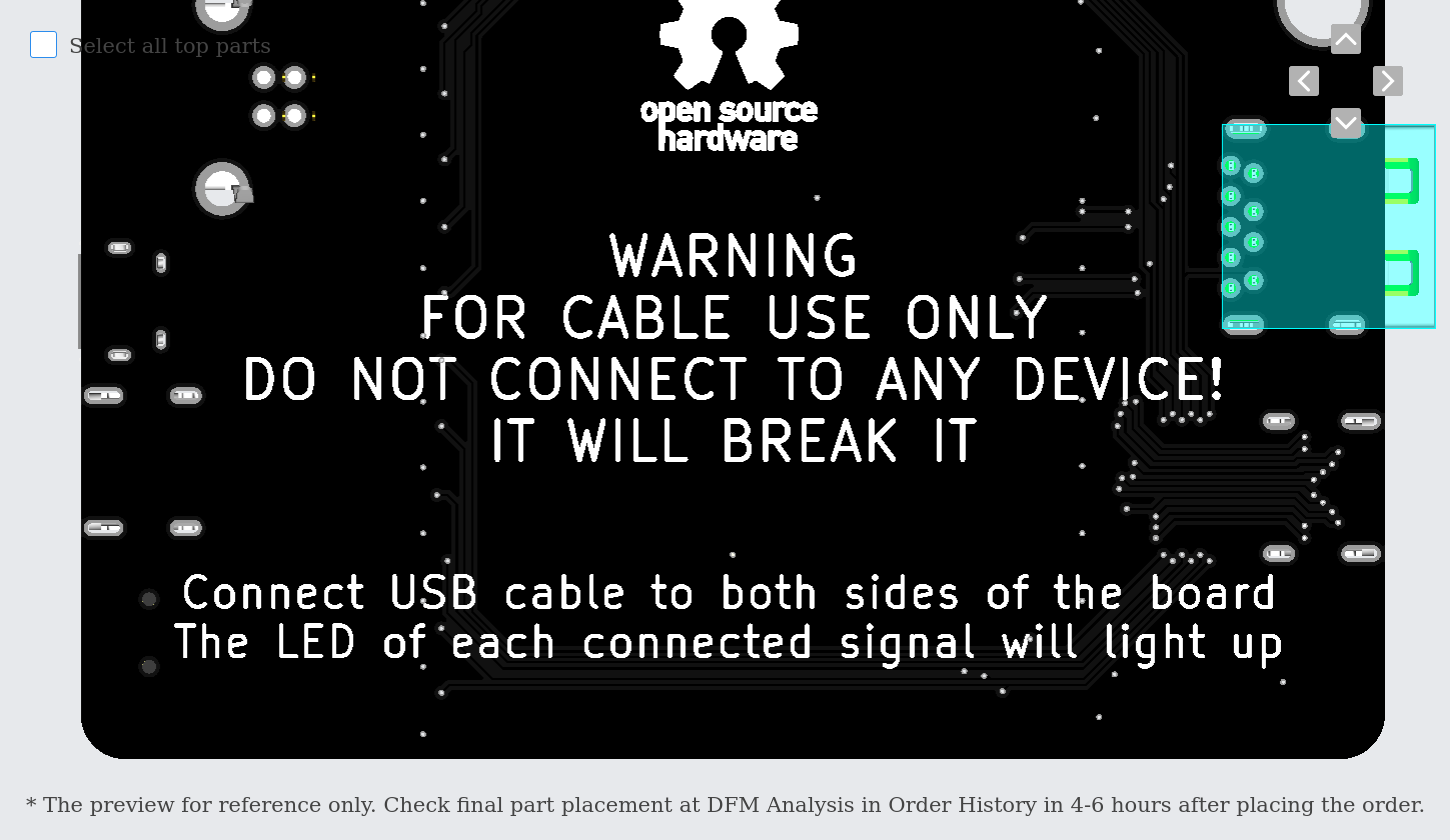 Select all top parts
open source
hardware
WARNING
FOR CABLE USE ONLY
DO NOT CONNECT TO ANY DEVICE!
IT WILL BREAK IT
Connect USB cable to both sides of the board
The LED of each connected signal will light up
* The preview for reference only. Check final part placement at DFM Analysis in Order History in 4-6 hours after placing the order.